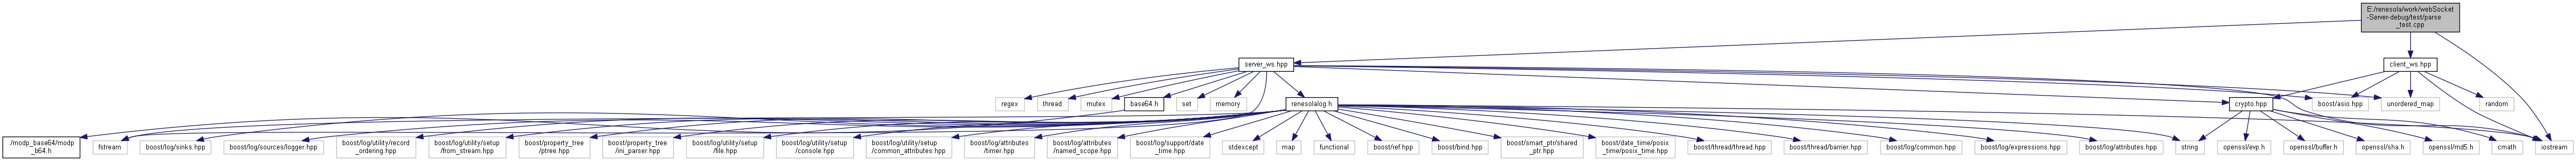 E:/renesola/work/webSocket
-Server-debug/test/parse
_test.cpp
server_ws.hpp
client_ws.hpp
regex
thread
mutex
base64.h
set
memory
renesolalog.h
crypto.hpp
boost/asio.hpp
unordered_map
random
./modp_base64/modp
_b64.h
fstream
boost/log/sinks.hpp
boost/log/sources/logger.hpp
boost/log/utility/record
_ordering.hpp
boost/log/utility/setup
/from_stream.hpp
boost/property_tree
/ptree.hpp
boost/property_tree
/ini_parser.hpp
boost/log/utility/setup
/file.hpp
boost/log/utility/setup
/console.hpp
boost/log/utility/setup
/common_attributes.hpp
boost/log/attributes
/timer.hpp
boost/log/attributes
/named_scope.hpp
boost/log/support/date
_time.hpp
stdexcept
map
functional
boost/ref.hpp
boost/bind.hpp
boost/smart_ptr/shared
_ptr.hpp
boost/date_time/posix
_time/posix_time.hpp
boost/thread/thread.hpp
boost/thread/barrier.hpp
boost/log/common.hpp
boost/log/expressions.hpp
boost/log/attributes.hpp
string
openssl/evp.h
openssl/buffer.h
openssl/sha.h
openssl/md5.h
cmath
iostream